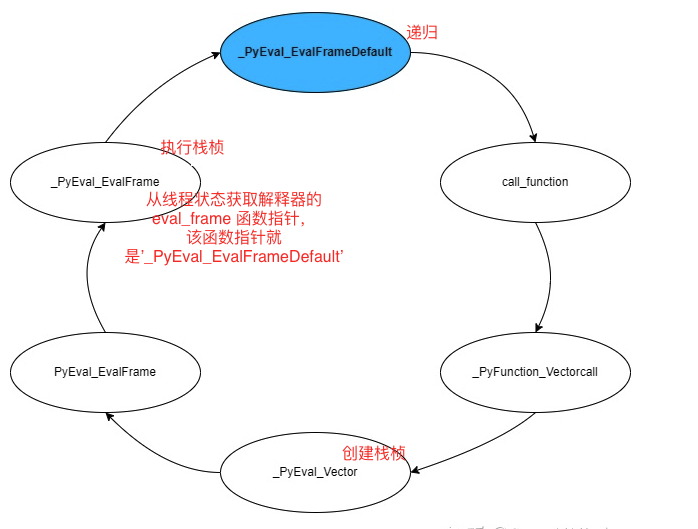 _PyEval_EvalFrameDefault
递归
执行栈桢
_PyEval_EvalFrame
call_function
从线程状态获取解释器的
eval_frame 函数指针,
该函数指针就
是'_PyEval_EvalFrameDefault'
PyEval_EvalFrame
_PyFunction_Vectorcall
创建栈桢
_PyEval_Vector